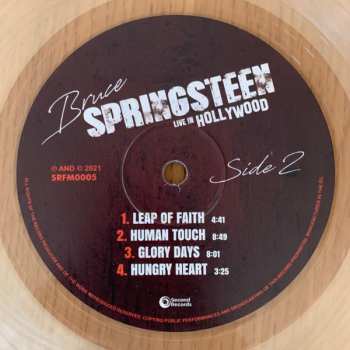 Bruce
SPRINGSTEEN
LIVE IN HOLLYWOOD
℗ AND © 2021
SRFM0005
Side 2
1. LEAP OF FAITH 4:41
2. HUMAN TOUCH 8:49
3. GLORY DAYS 8:01
4. HUNGRY HEART 3:25
Second
Records